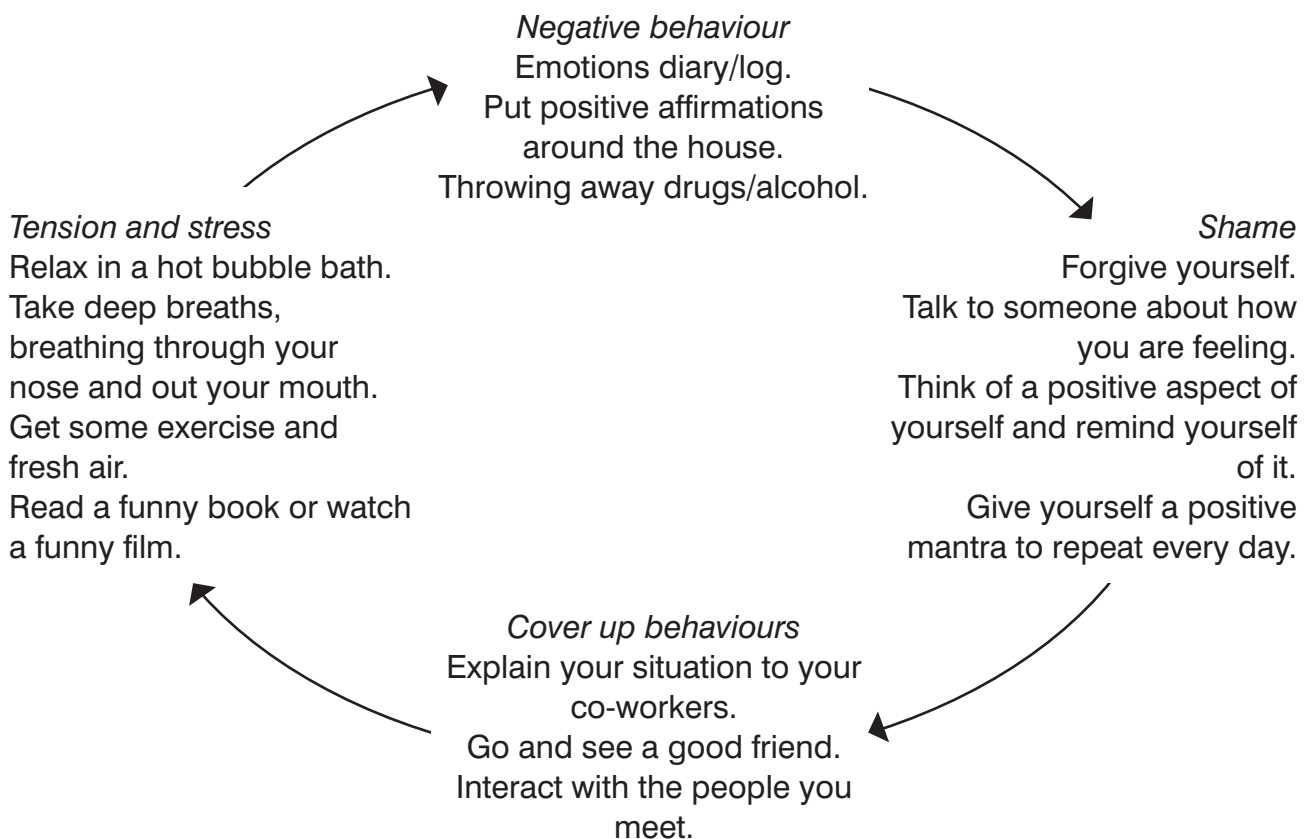 Negative behaviour
Emotions diary/log.
Put positive affirmations
around the house.
Throwing away drugs/alcohol.
Shame
Forgive yourself.
Talk to someone about how
you are feeling.
Think of a positive aspect of
yourself and remind yourself
of it.
Give yourself a positive
mantra to repeat every day.
Cover up behaviours
Explain your situation to your
co-workers.
Go and see a good friend.
Interact with the people you
meet.
Tension and stress
Relax in a hot bubble bath.
Take deep breaths,
breathing through your
nose and out your mouth.
Get some exercise and
fresh air.
Read a funny book or watch
a funny film.